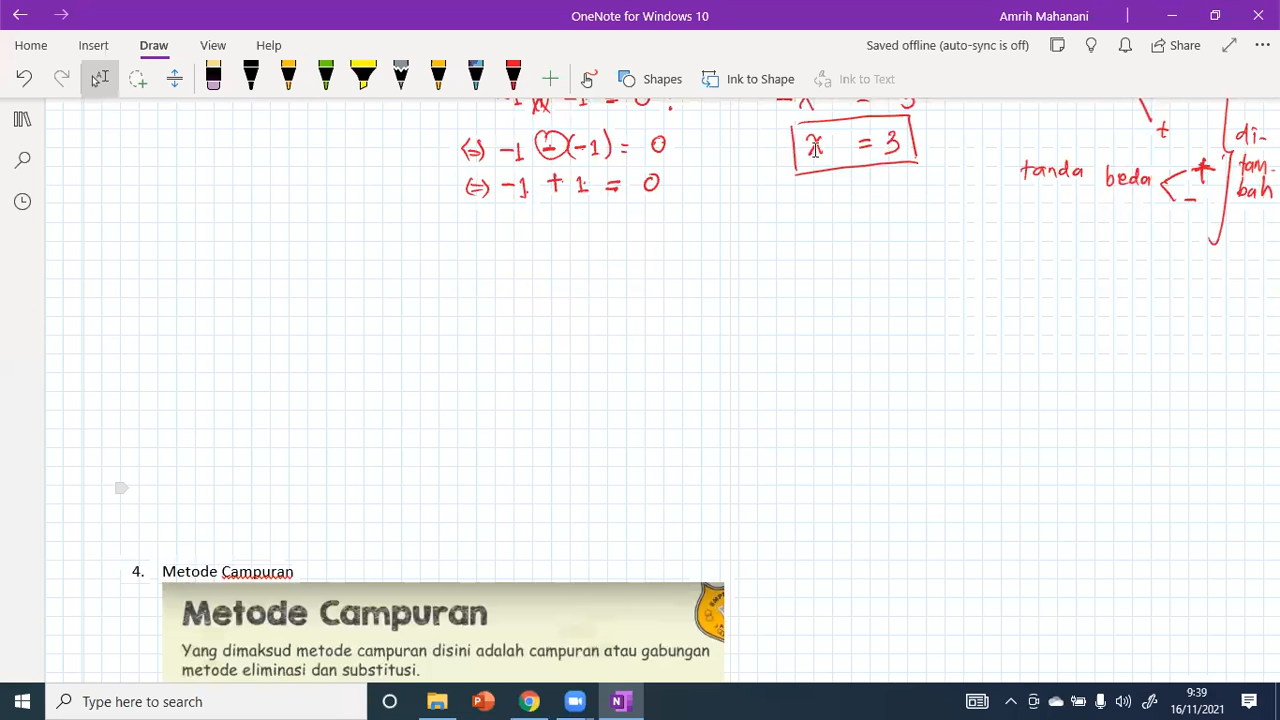 OneNote for Windows 10
Amrih Mahanani
Home Insert Draw View Help
Saved offline (auto-sync is off)
Share
Shapes
Ink to Shape
Ink to Text
⇔ -1 - (-1) = 0
⇔ -1 + 1 = 0
x = 3
t
tanda beda < + -
di-
tam-
bah
4. Metode Campuran
Metode Campuran
Yang dimaksud metode campuran disini adalah campuran atau gabungan
metode eliminasi dan substitusi.
Type here to search
9:39
16/11/2021